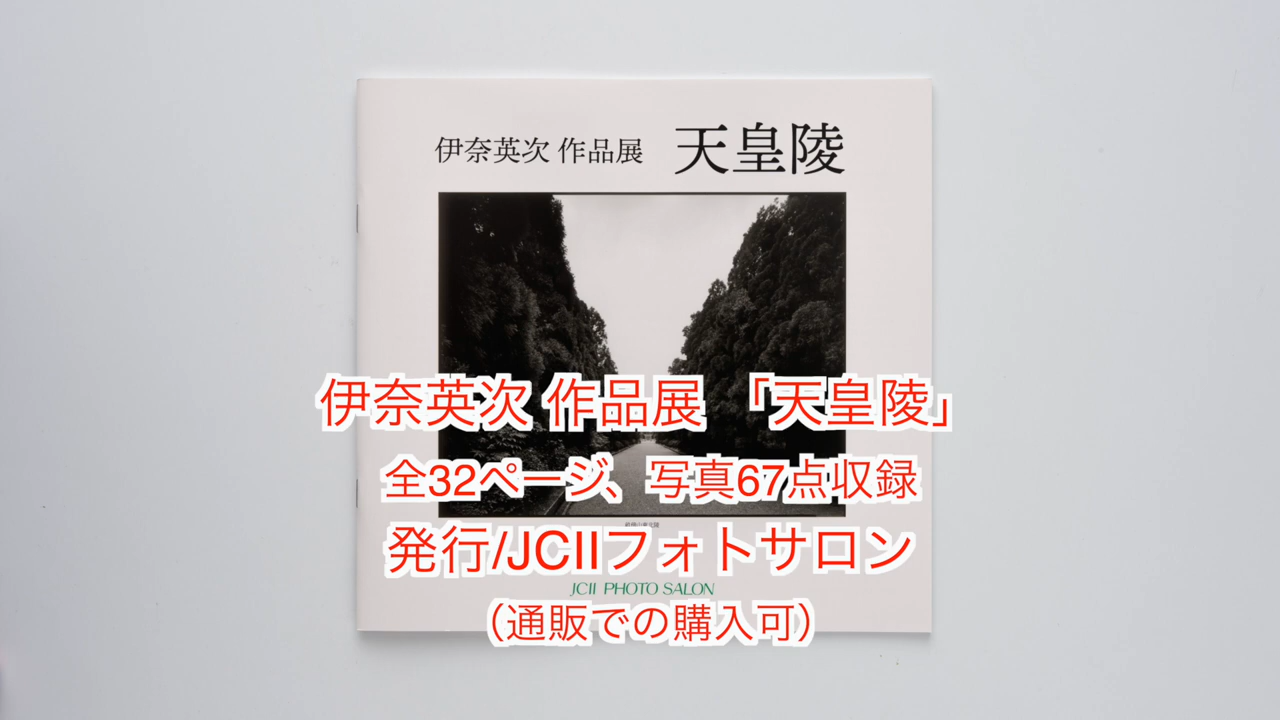 伊奈英次 作品展 天皇陵
伊奈英次 作品展 「天皇陵」
全32ページ、写真67点収録
発行/JCIIフォトサロン
JCII PHOTO SALON
（通販での購入可）